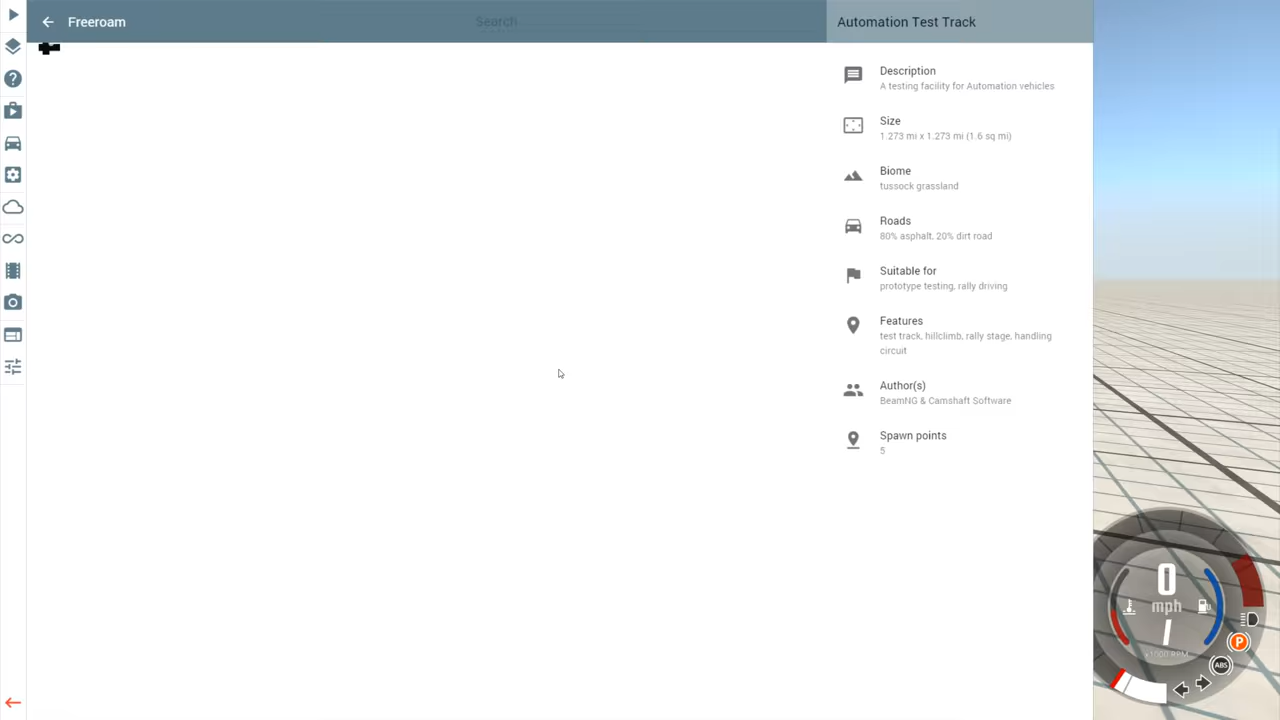 Freeroam
Search
Automation Test Track
Description
A testing facility for Automation vehicles
Size
1.273 mi x 1.273 mi (1.6 sq mi)
Biome
tussock grassland
Roads
80% asphalt, 20% dirt road
Suitable for
prototype testing, rally driving
Features
test track, hillclimb, rally stage, handling
circuit
Author(s)
BeamNG & Camshaft Software
Spawn points
5
0
mph
x1000 RPM
P
ABS